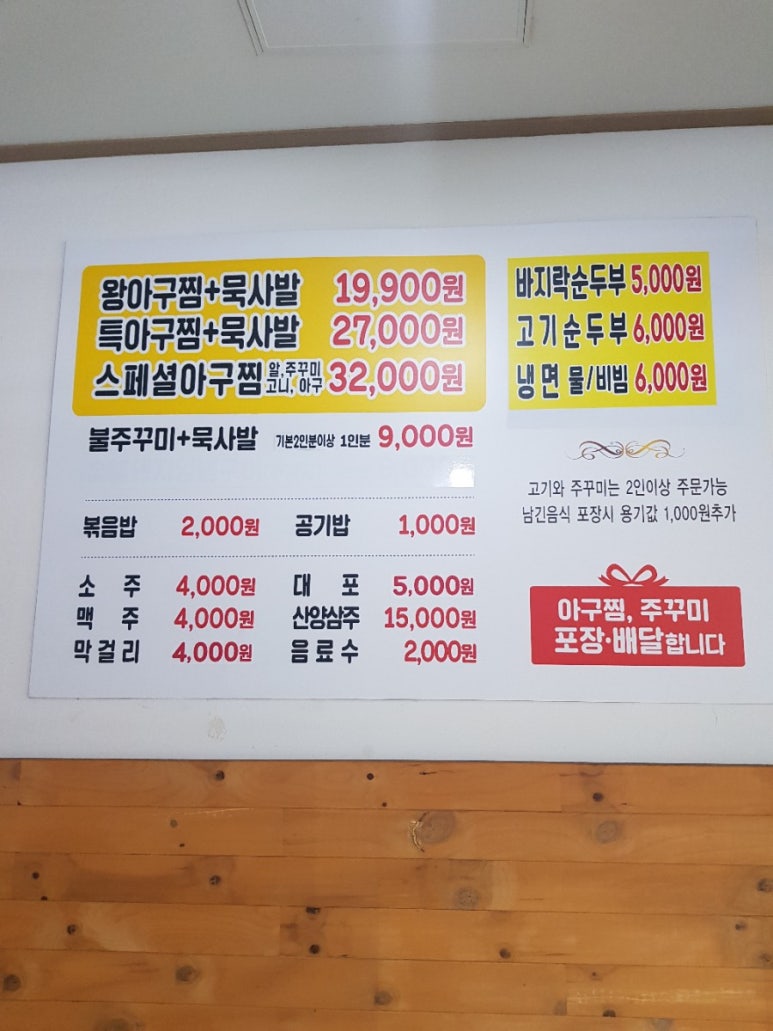 왕아구찜+묵사발 19,900원
특아구찜+묵사발 27,000원
스페셜아구찜 알,주꾸미 고니, 아구 32,000원
불주꾸미+묵사발 기본2인분이상 1인분 9,000원
볶음밥 2,000원 공기밥 1,000원
소주 4,000원 대포 5,000원
맥주 4,000원 산양삼주 15,000원
막걸리 4,000원 음료수 2,000원
바지락순두부 5,000원
고기순두부 6,000원
냉면 물/비빔 6,000원
고기와 주꾸미는 2인이상 주문가능
남긴음식 포장시 용기값 1,000원추가
아구찜, 주꾸미
포장·배달합니다